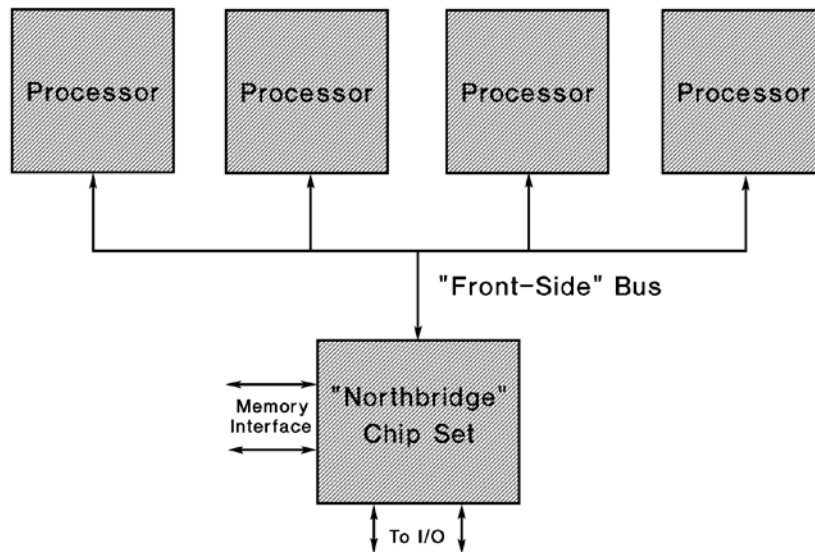 Processor
Processor
Processor
Processor
"Front-Side" Bus
"Northbridge"
Chip Set
Memory
Interface
To I/O